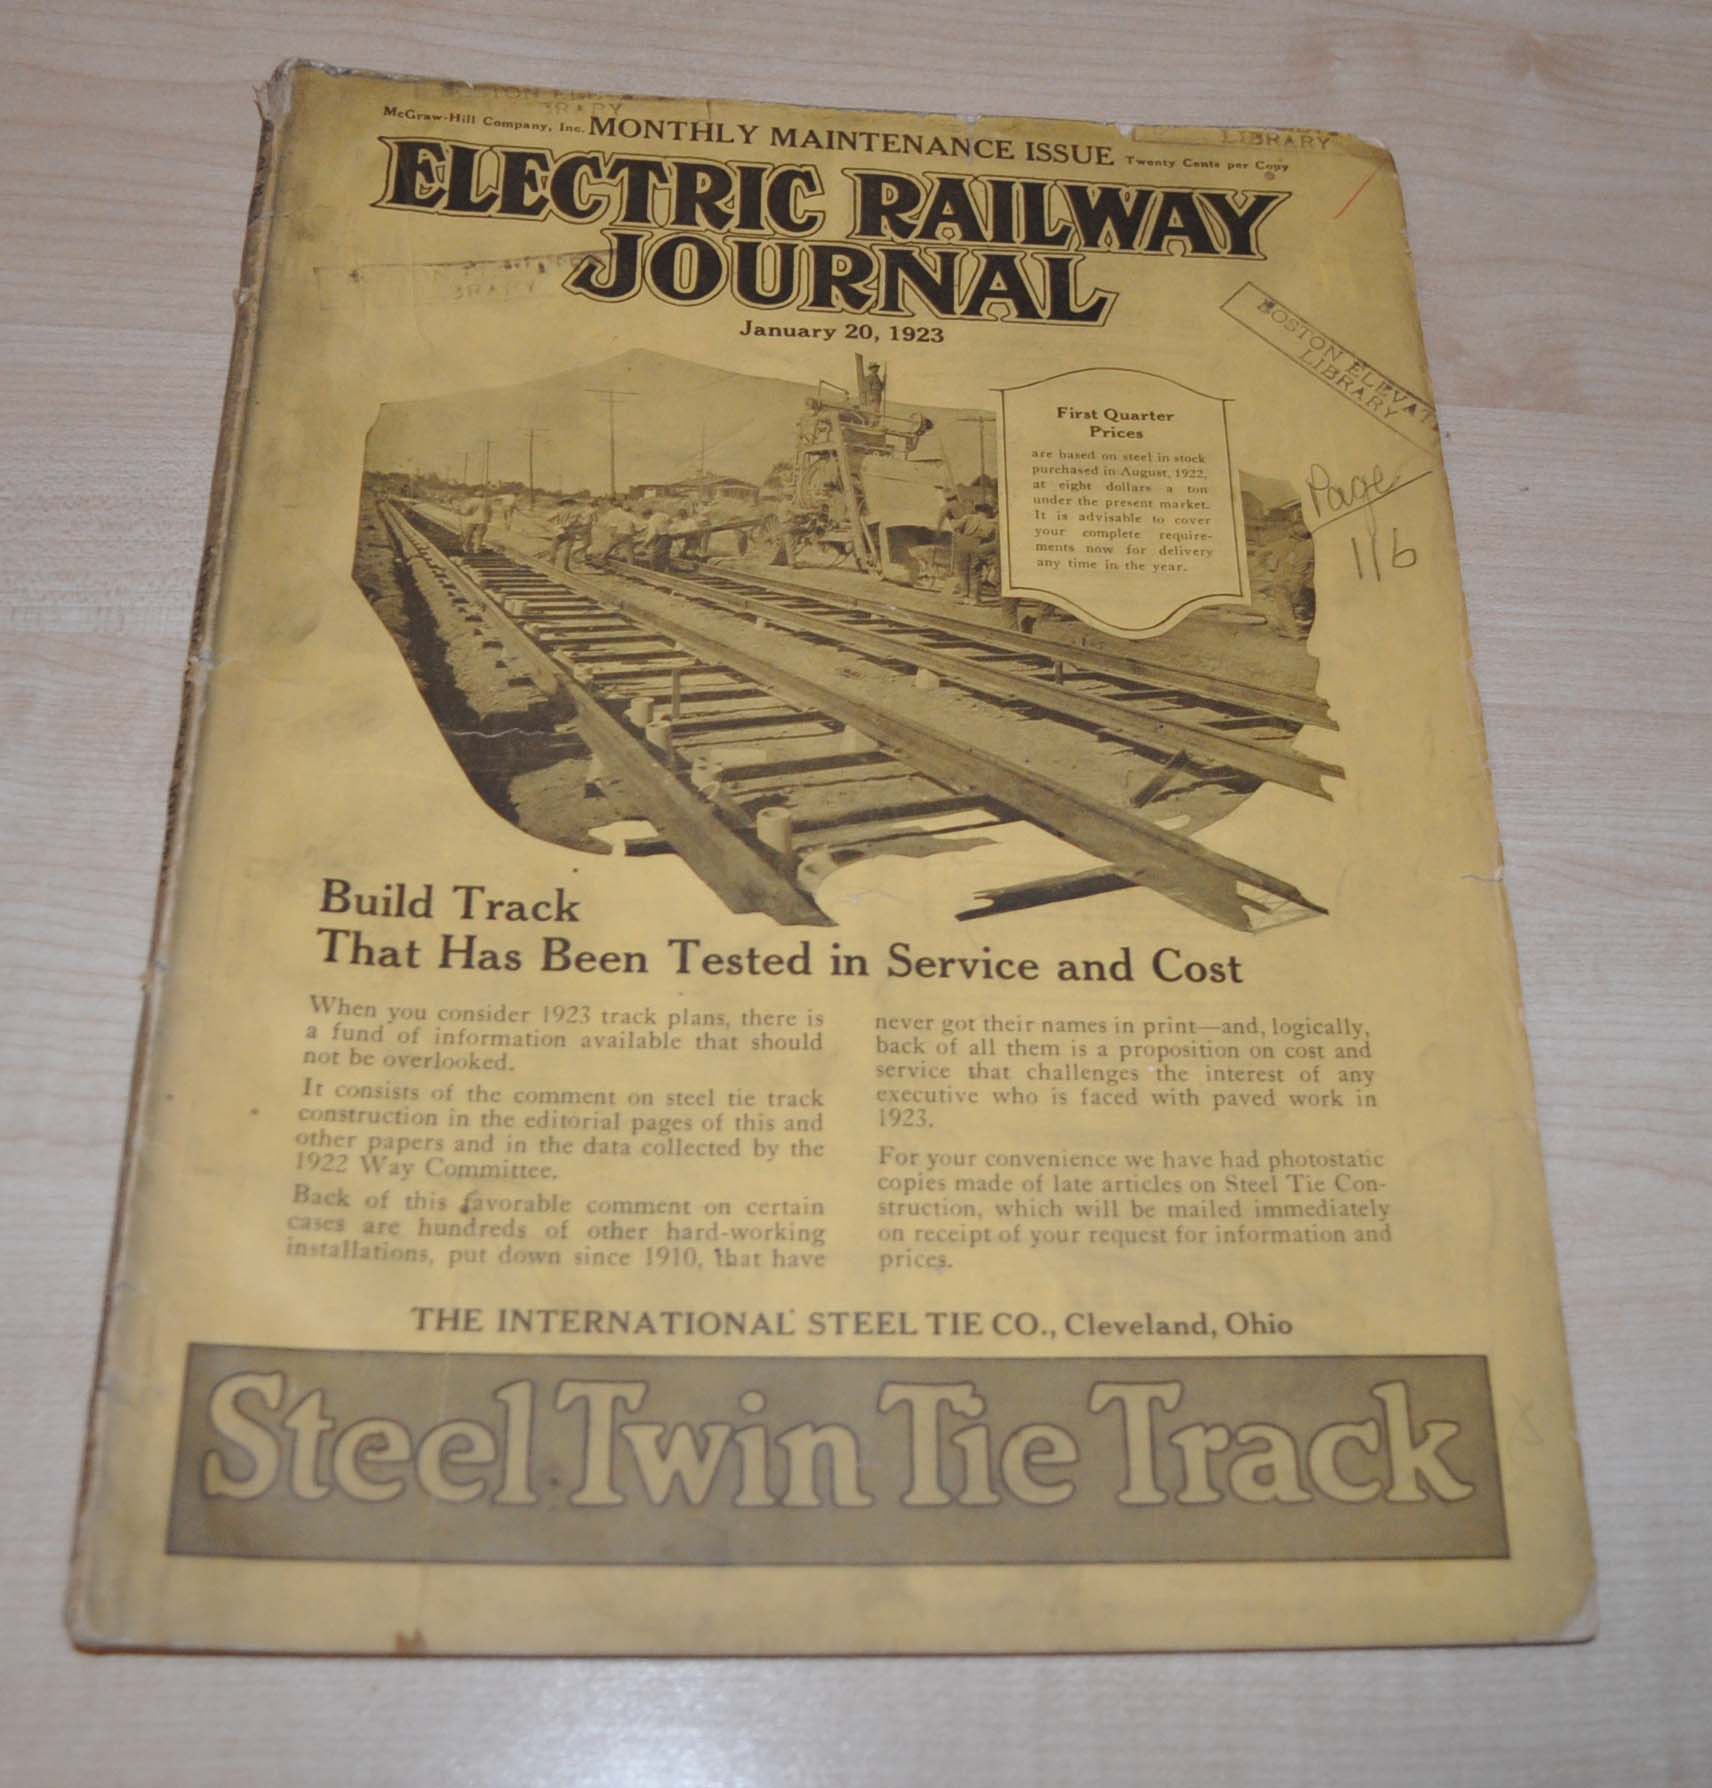 LIBRARY
McGraw-Hill Company, Inc. MONTHLY MAINTENANCE ISSUE Twenty Cents per Copy
ELECTRIC RAILWAY
JOURNAL
January 20, 1923
BOSTON ELEVAT
LIBRARY
Page
116
First Quarter
Prices
are based on steel in stock
purchased in August, 1922,
at eight dollars a ton
under the present market.
It is advisable to cover
your complete require-
ments now for delivery
any time in the year.
Build Track
That Has Been Tested in Service and Cost
When you consider 1923 track plans, there is
a fund of information available that should
not be overlooked.
It consists of the comment on steel tie track
construction in the editorial pages of this and
other papers and in the data collected by the
1922 Way Committee.
Back of this favorable comment on certain
cases are hundreds of other hard-working
installations, put down since 1910, that have
never got their names in print—and, logically,
back of all them is a proposition on cost and
service that challenges the interest of any
executive who is faced with paved work in
1923.
For your convenience we have had photostatic
copies made of late articles on Steel Tie Con-
struction, which will be mailed immediately
on receipt of your request for information and
prices.
THE INTERNATIONAL STEEL TIE CO., Cleveland, Ohio
Steel Twin Tie Track